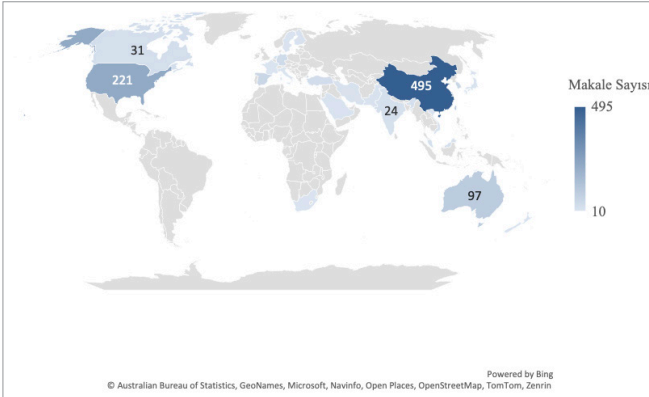 31
221
495
24
97
Makale Sayısı
495
10
Powered by Bing
© Australian Bureau of Statistics, GeoNames, Microsoft, Navinfo, Open Places, OpenStreetMap, TomTom, Zenrin